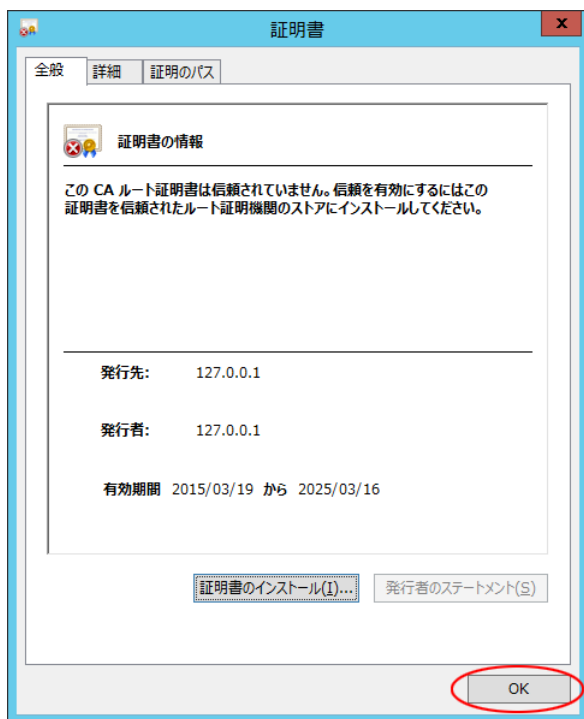 証明書
x
全般
詳細
証明のパス
証明書の情報
この CA ルート証明書は信頼されていません。信頼を有効にするにはこの
証明書を信頼されたルート証明機関のストアにインストールしてください。
発行先: 127.0.0.1
発行者: 127.0.0.1
有効期間 2015/03/19 から 2025/03/16
証明書のインストール(I)...
発行者のステートメント(S)
OK